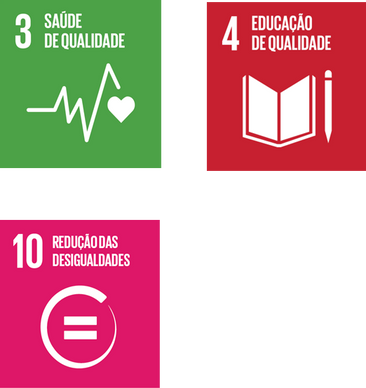 3 SAÚDE
DE QUALIDADE
4 EDUCAÇÃO
DE QUALIDADE
10 REDUÇÃO DAS
DESIGUALDADES